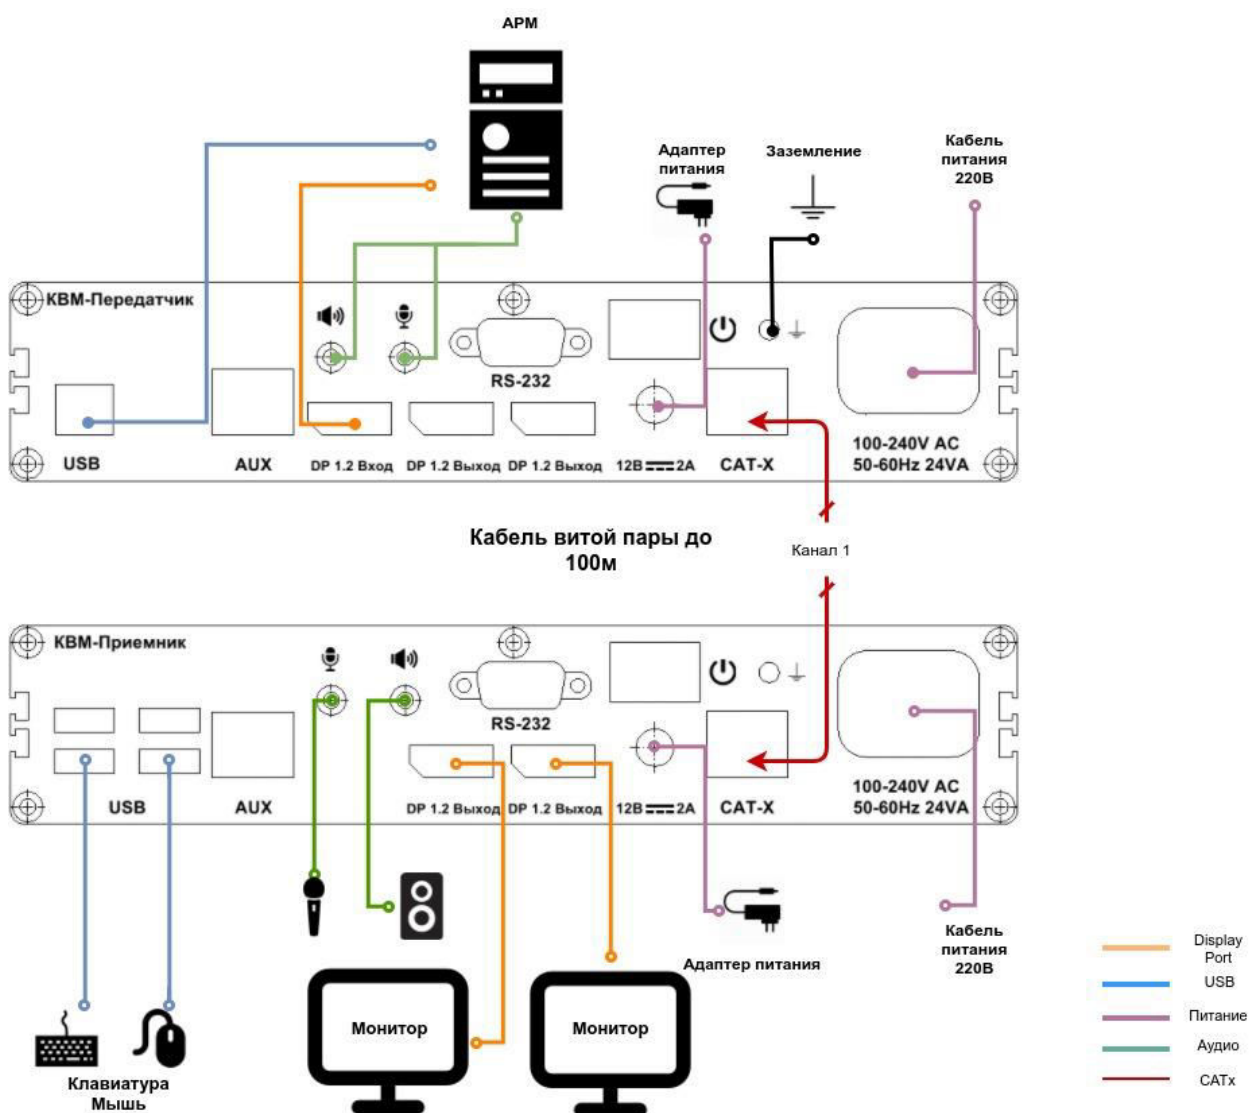 АРМ
Адаптер
питания
Заземление
Кабель
питания
220В
КВМ-Передатчик
RS-232
USB
AUX
DP 1.2 Вход
DP 1.2 Выход
DP 1.2 Выход
12В 2А
CAT-X
100-240V AC
50-60Hz 24VA
Кабель витой пары до
100м
Канал 1
КВМ-Приемник
RS-232
USB
AUX
DP 1.2 Выход
DP 1.2 Выход
12В 2А
CAT-X
100-240V AC
50-60Hz 24VA
Адаптер питания
Кабель
питания
220В
Монитор
Монитор
Клавиатура
Мышь
Display
Port
USB
Питание
Аудио
CATx